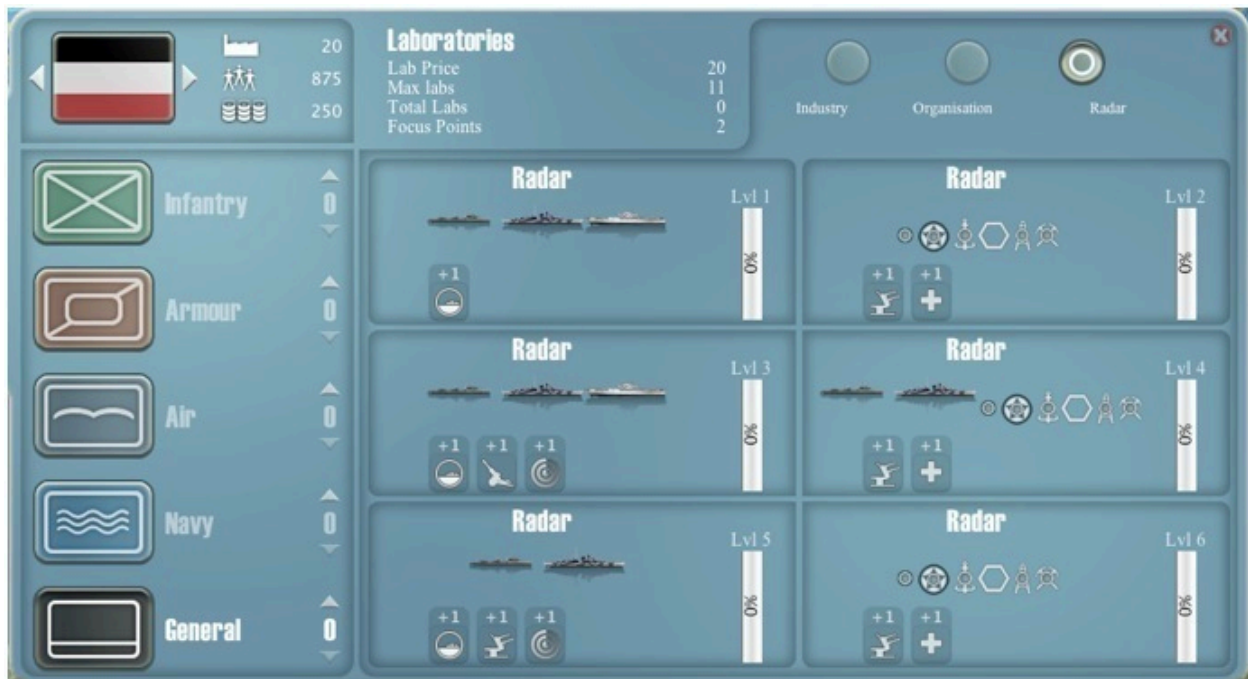 20
875
250
Laboratories
Lab Price 20
Max labs 11
Total Labs 0
Focus Points 2
X
Industry Organisation Radar
Infantry 0
Armour 0
Air 0
Navy 0
General 0
Radar
Lvl 1
0%
+1
Radar
Lvl 2
0%
+1 +1
Radar
Lvl 3
0%
+1 +1 +1
Radar
Lvl 4
0%
+1 +1
Radar
Lvl 5
0%
+1 +1 +1
Radar
Lvl 6
0%
+1 +1